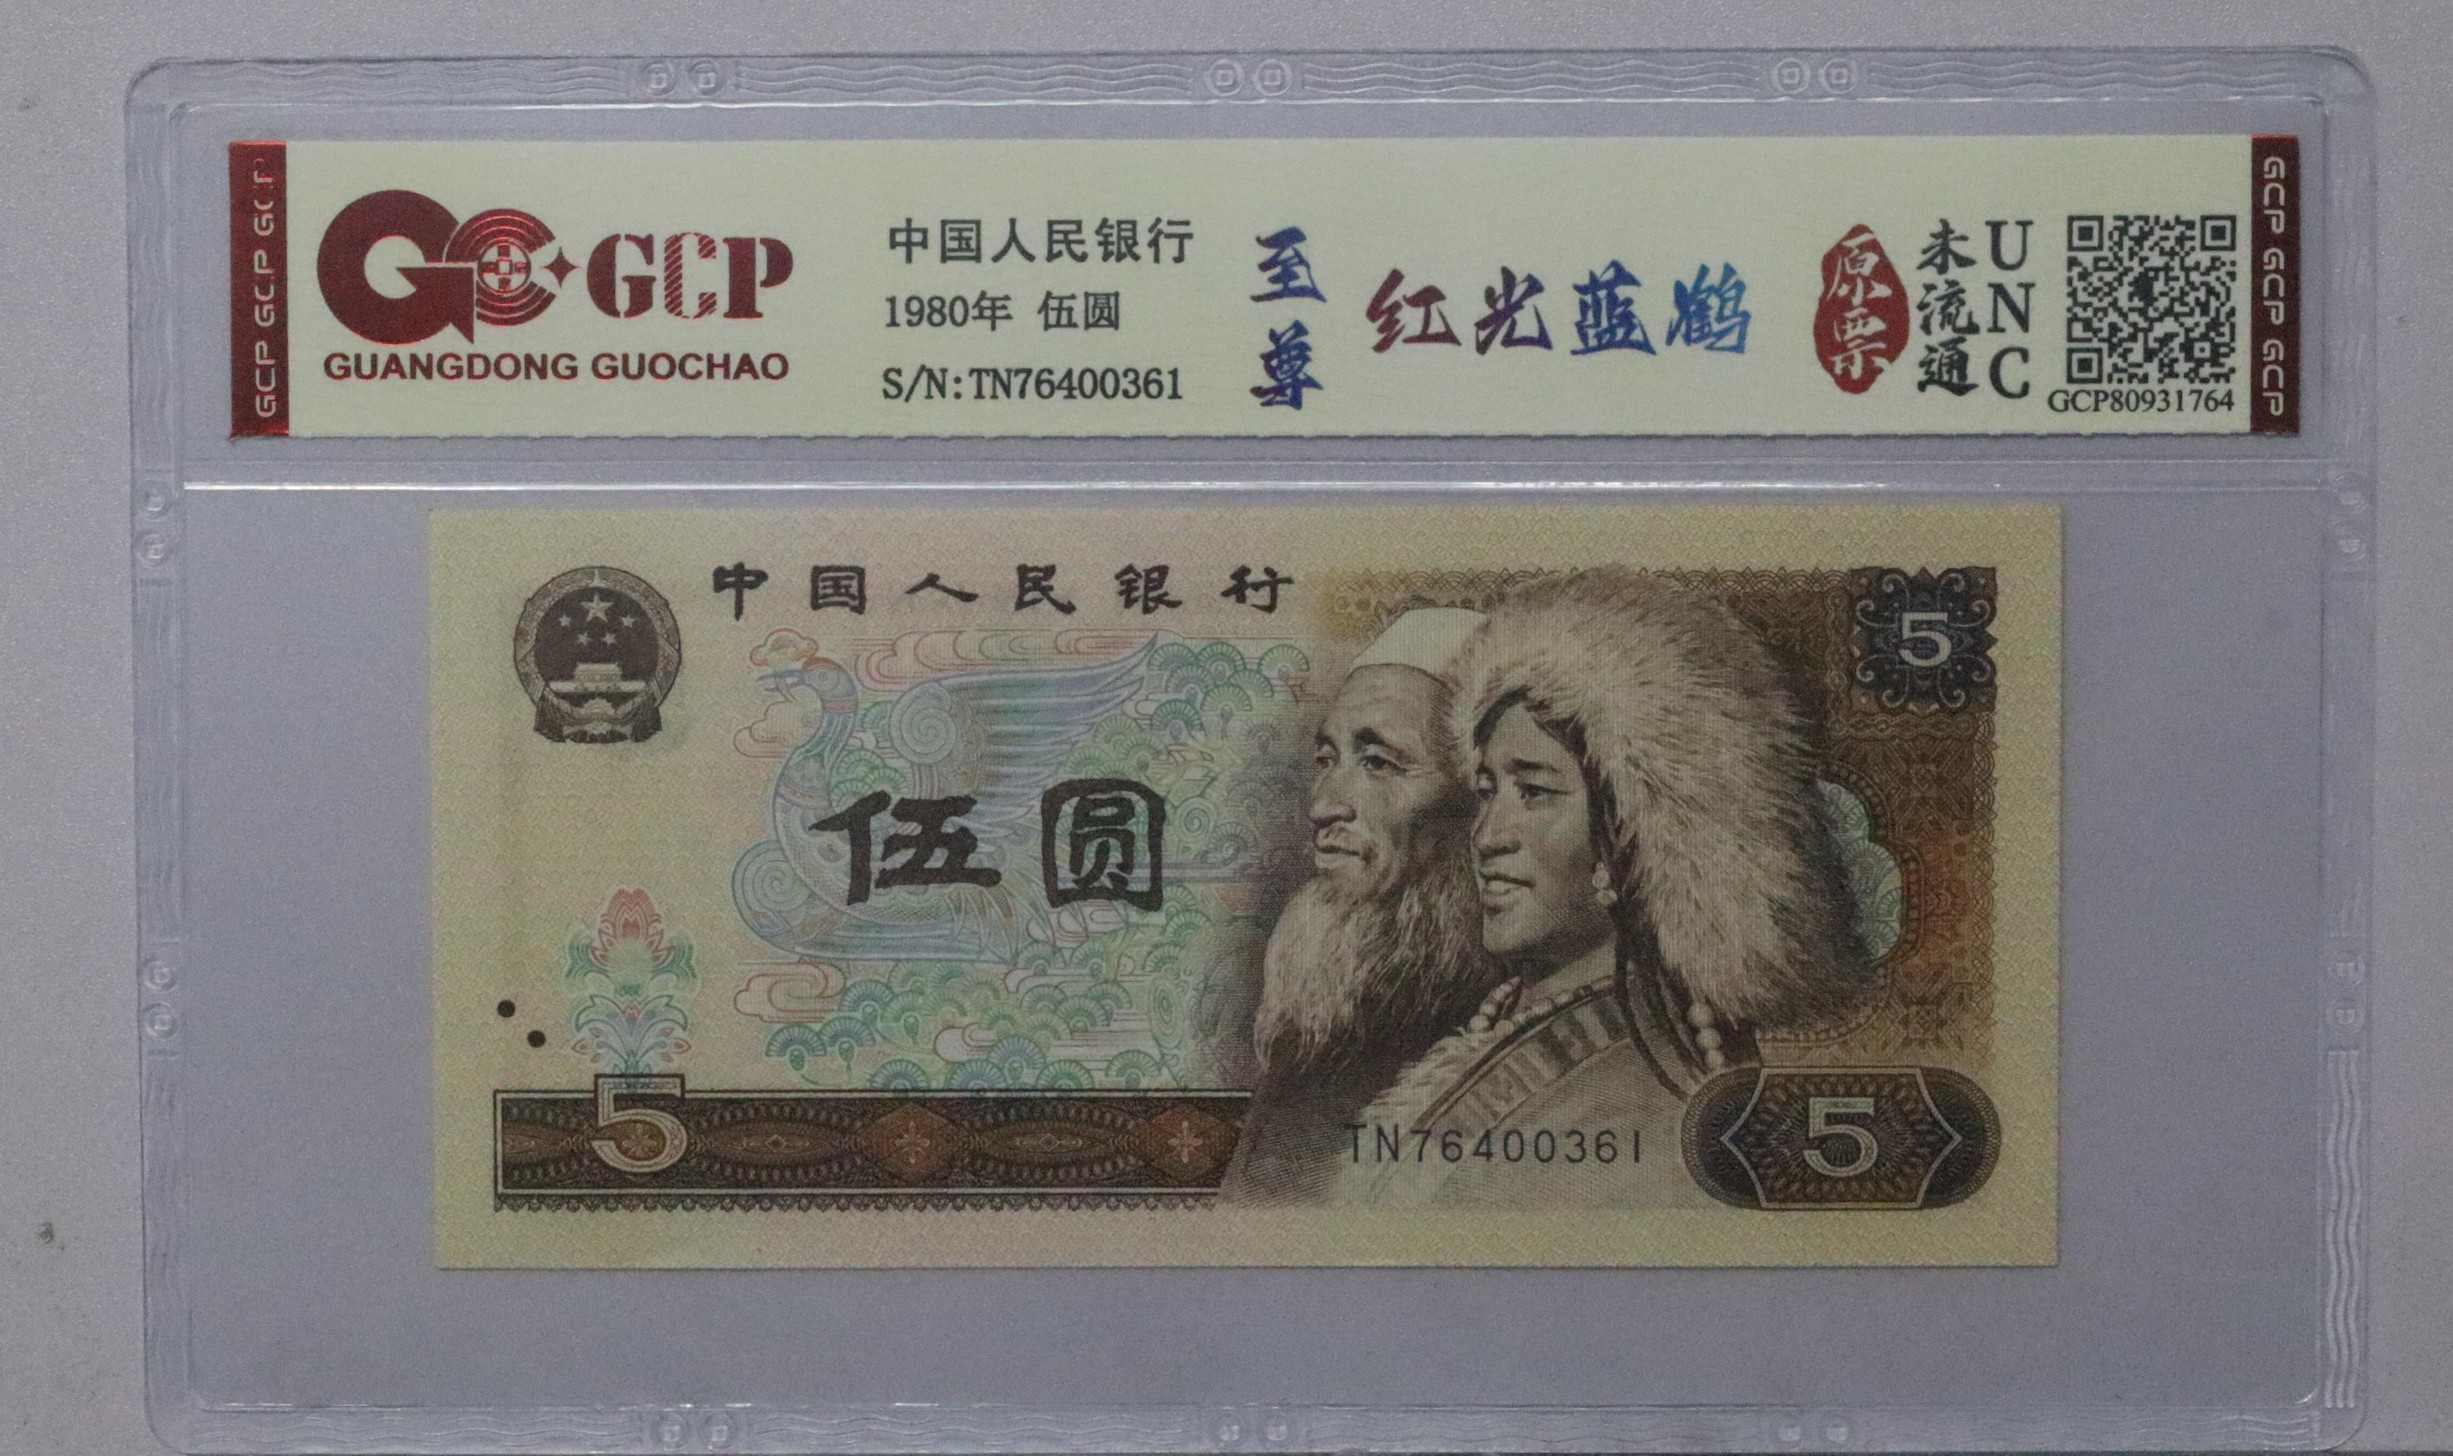 GCP GCP GCP
GCP
GUANGDONG GUOCHAO
中国人民银行
1980年 伍圆
S/N:TN76400361
至尊
红光蓝鹤
原票
未流通
UNC
GCP80931764
GCP GCP GCP
中国人民银行
5
伍圆
5
TN76400361
5